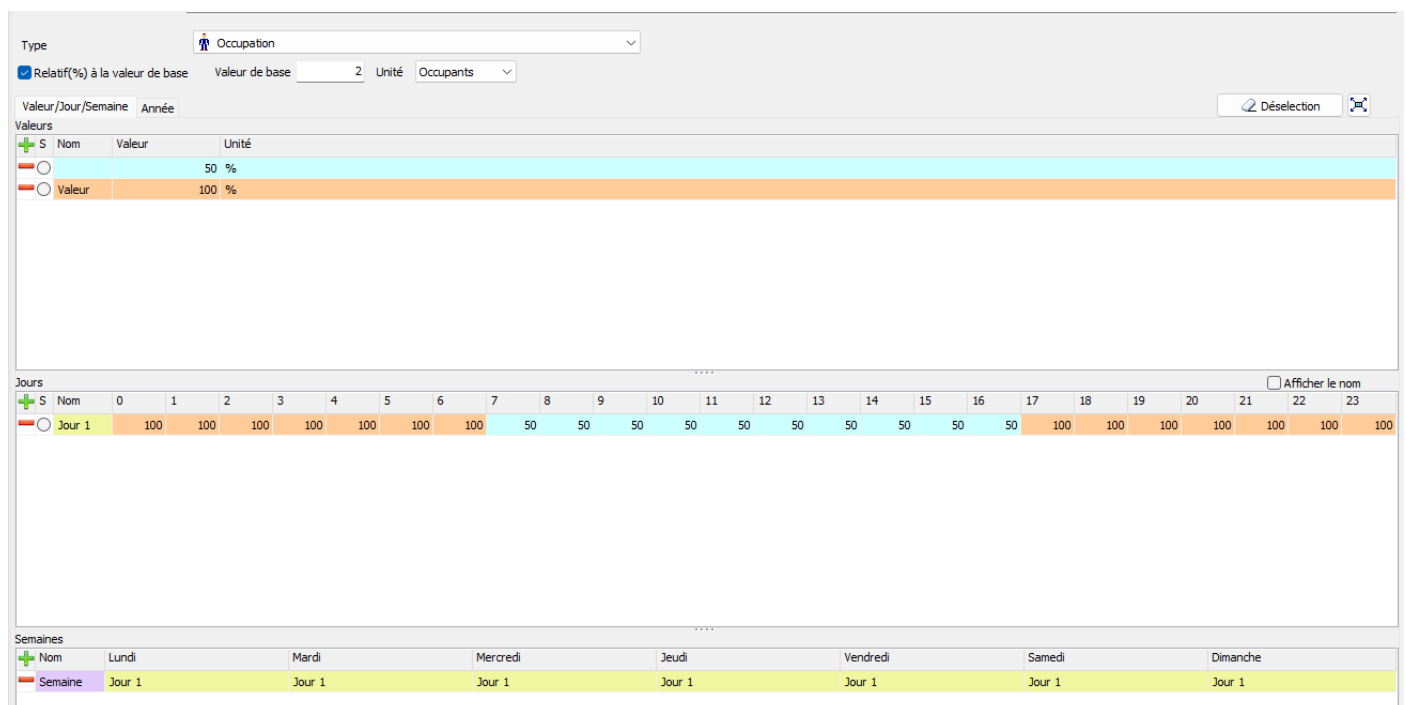 Type Occupation
Relatif(%) à la valeur de base Valeur de base 2 Unité Occupants
Valeur/Jour/Semaine Année Déselection
Valeurs
S Nom Valeur Unité
50 %
Valeur 100 %
Jours Afficher le nom
S Nom 0 1 2 3 4 5 6 7 8 9 10 11 12 13 14 15 16 17 18 19 20 21 22 23
Jour 1 100 100 100 100 100 100 100 50 50 50 50 50 50 50 50 50 50 100 100 100 100 100 100 100
Semaines
Nom Lundi Mardi Mercredi Jeudi Vendredi Samedi Dimanche
Semaine Jour 1 Jour 1 Jour 1 Jour 1 Jour 1 Jour 1 Jour 1